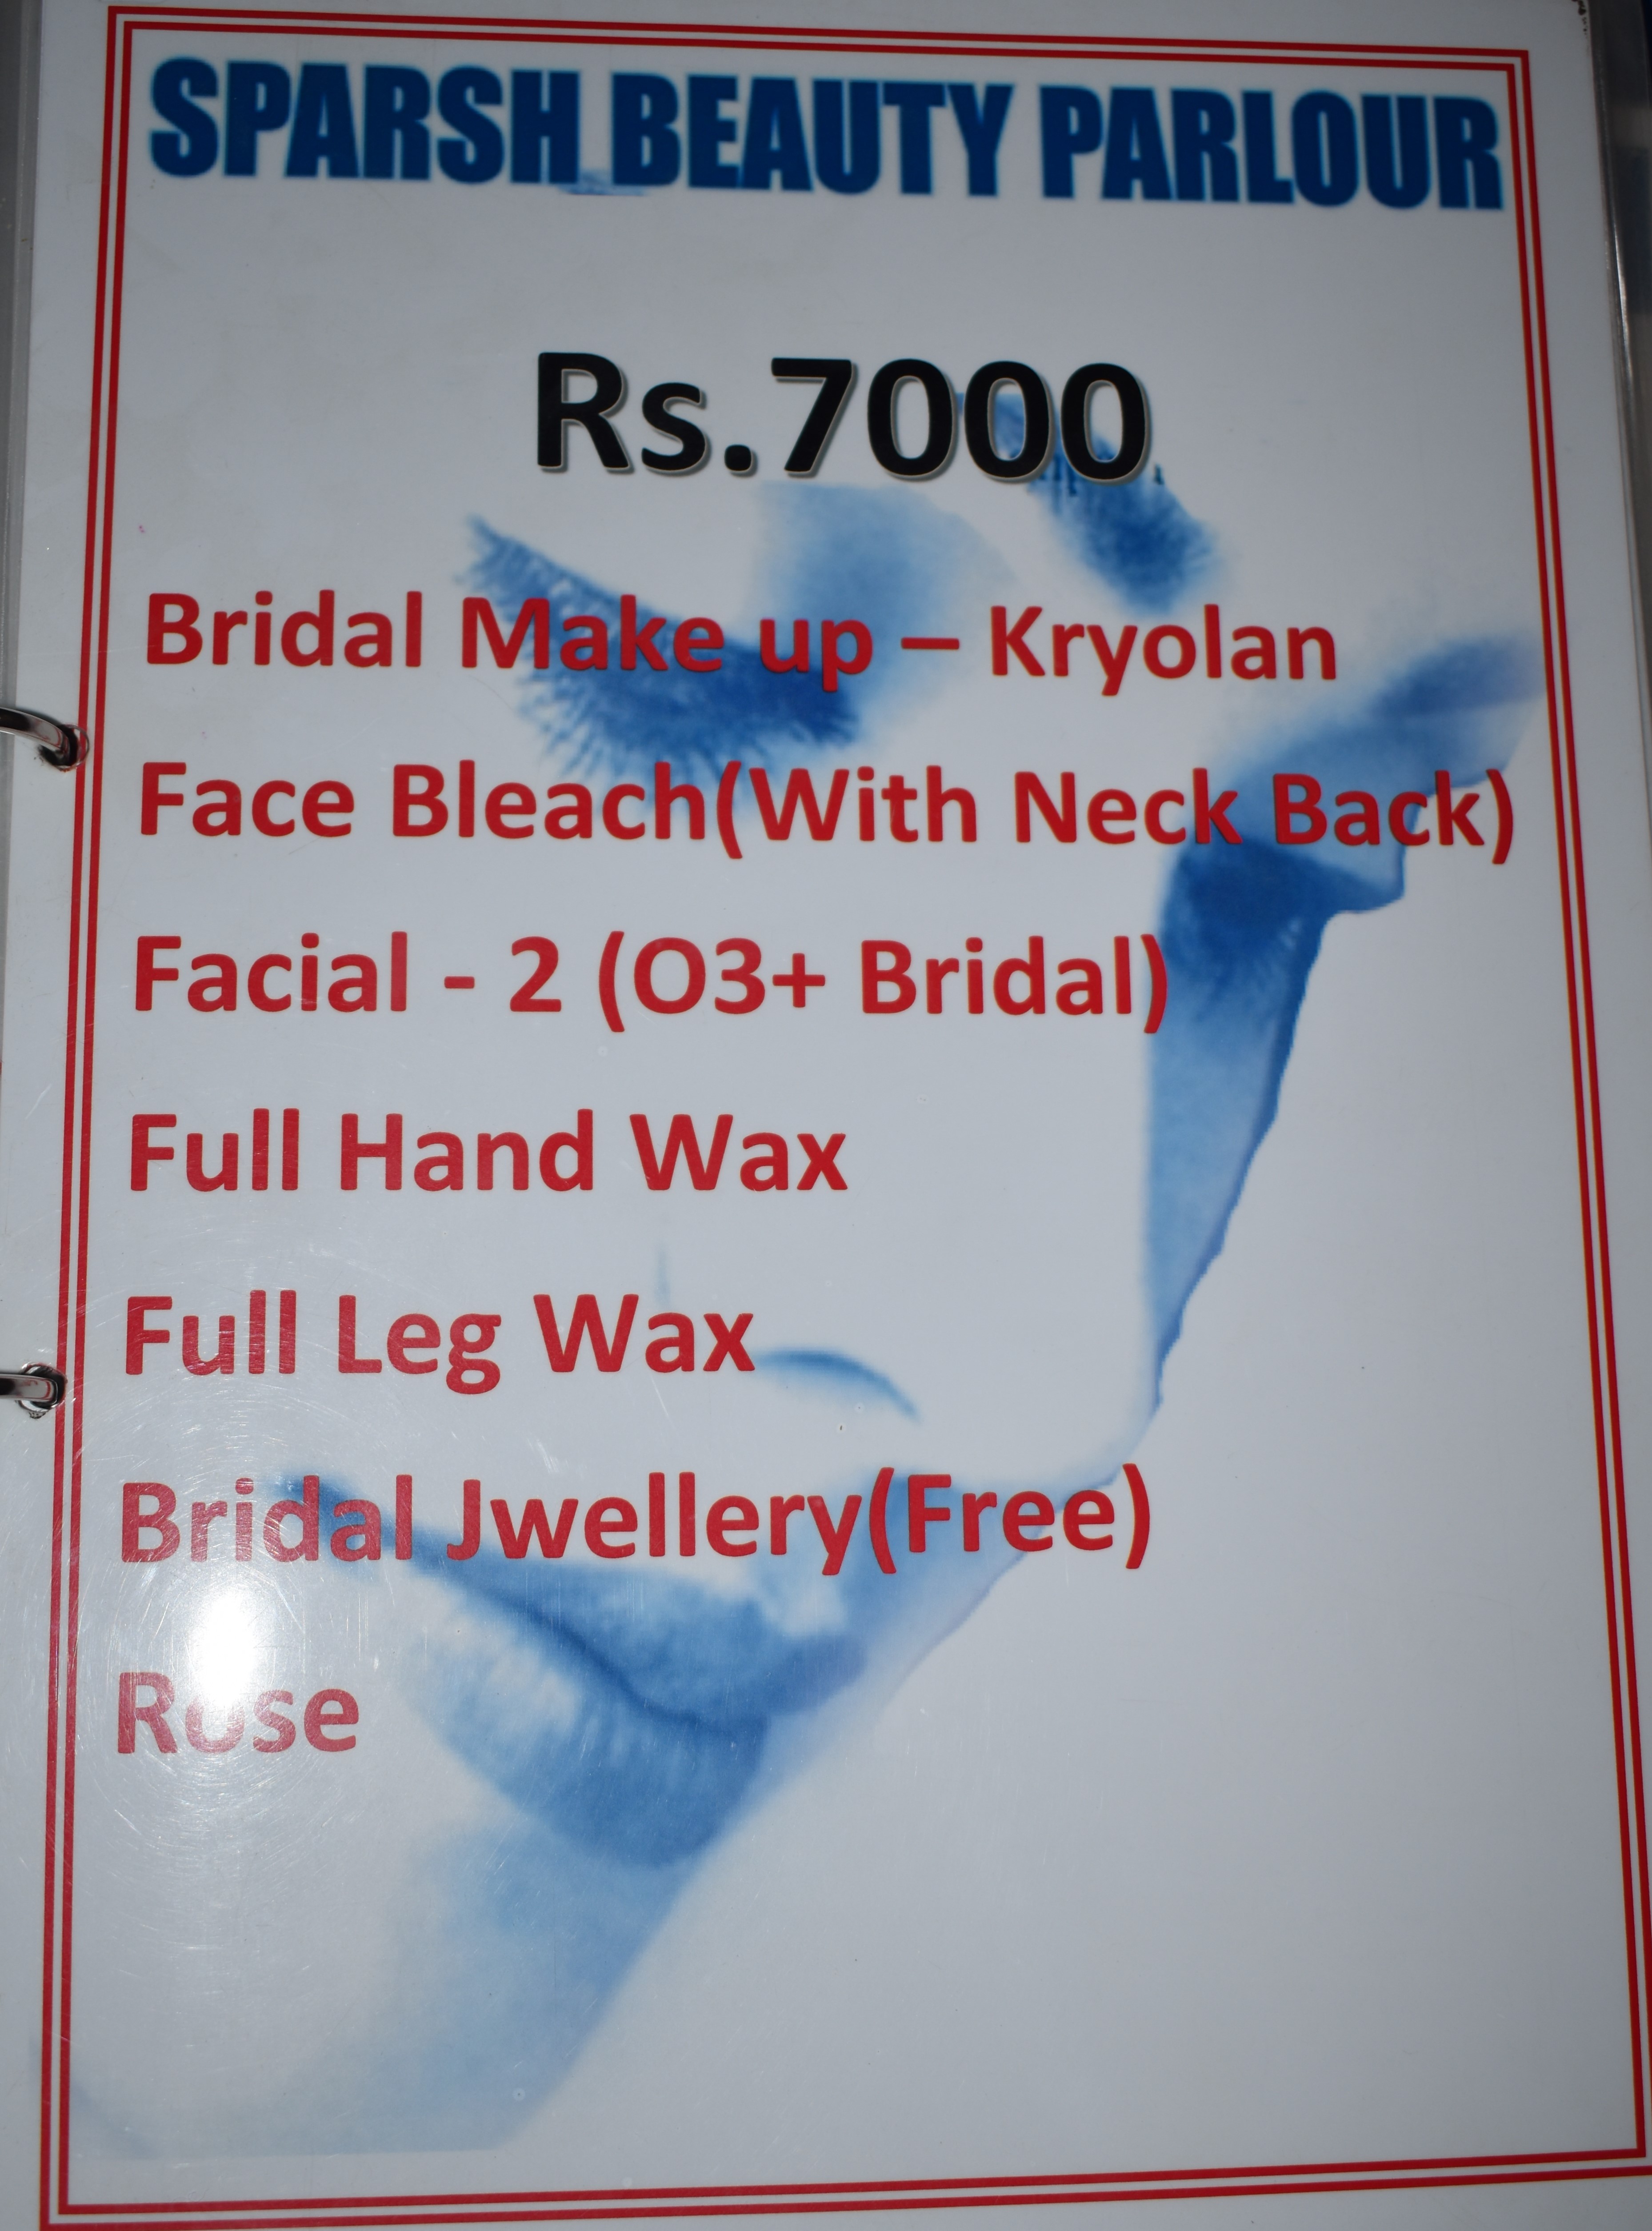 SPARSH BEAUTY PARLOUR
Rs.7000
Bridal Make up – Kryolan
Face Bleach(With Neck Back)
Facial - 2 (O3+ Bridal)
Full Hand Wax
Full Leg Wax
Bridal Jwellery(Free)
Rose